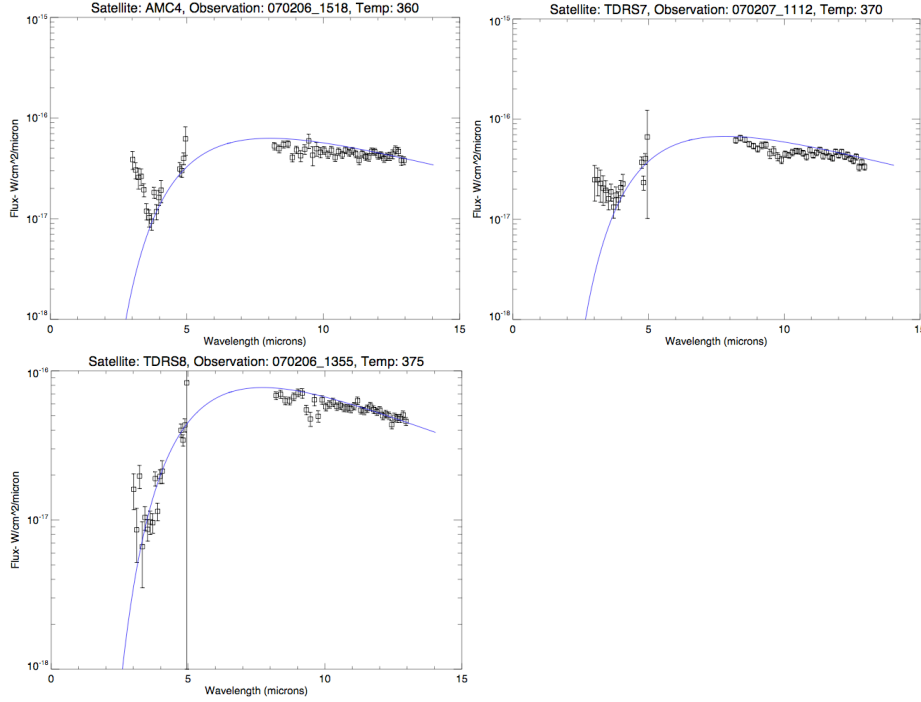 Satellite: AMC4, Observation: 070206_1518, Temp: 360
10^-15
10^-16
10^-17
10^-18
Flux- W/cm^2/micron
0 5 10 15
Wavelength (microns)
Satellite: TDRS7, Observation: 070207_1112, Temp: 370
10^-15
10^-16
10^-17
10^-18
Flux- W/cm^2/micron
0 5 10 15
Wavelength (microns)
Satellite: TDRS8, Observation: 070206_1355, Temp: 375
10^-16
10^-17
10^-18
Flux- W/cm^2/micron
0 5 10 15
Wavelength (microns)